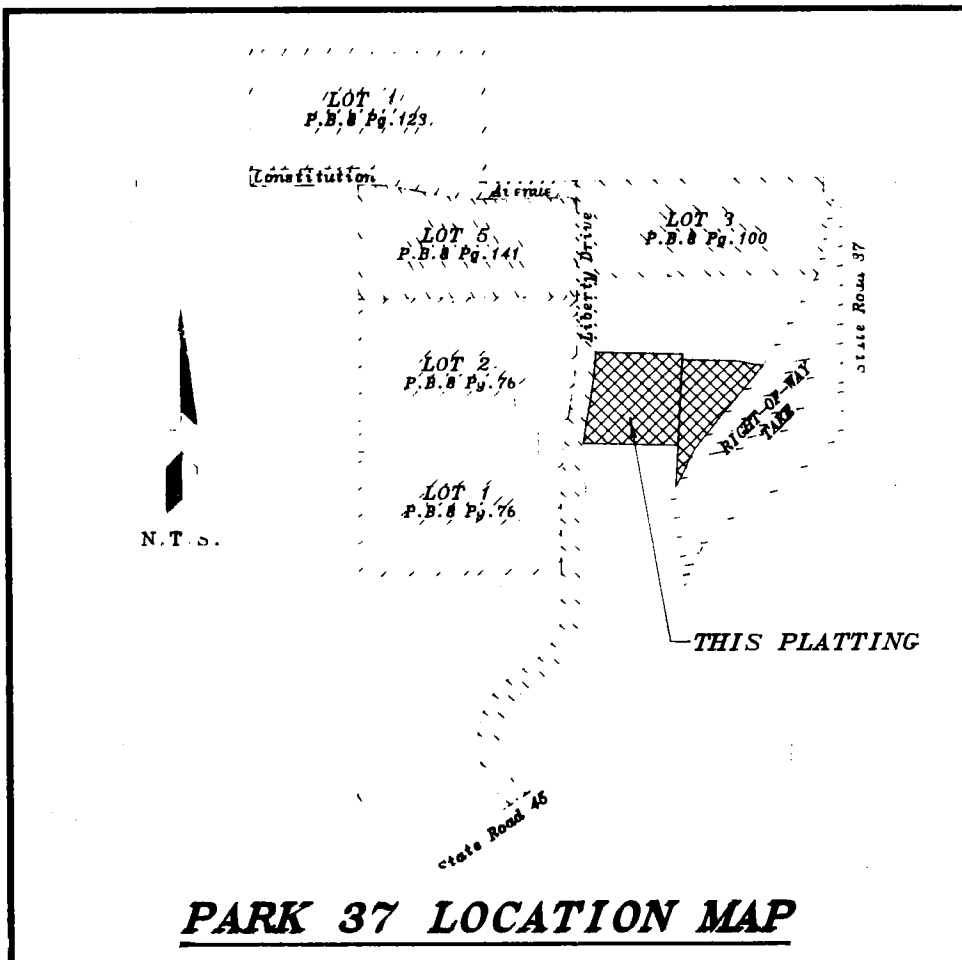 LOT 1
P.B.8 Pg.123
Constitution
Avenue
Liberty Drive
LOT 3
P.B.8 Pg.100
State Road 37
LOT 5
P.B.8 Pg.141
LOT 2
P.B.8 Pg.76
RIGHT-OF-WAY
TAKE
LOT 1
P.B.8 Pg.76
N.T.S.
THIS PLATTING
State Road 45
PARK 37 LOCATION MAP